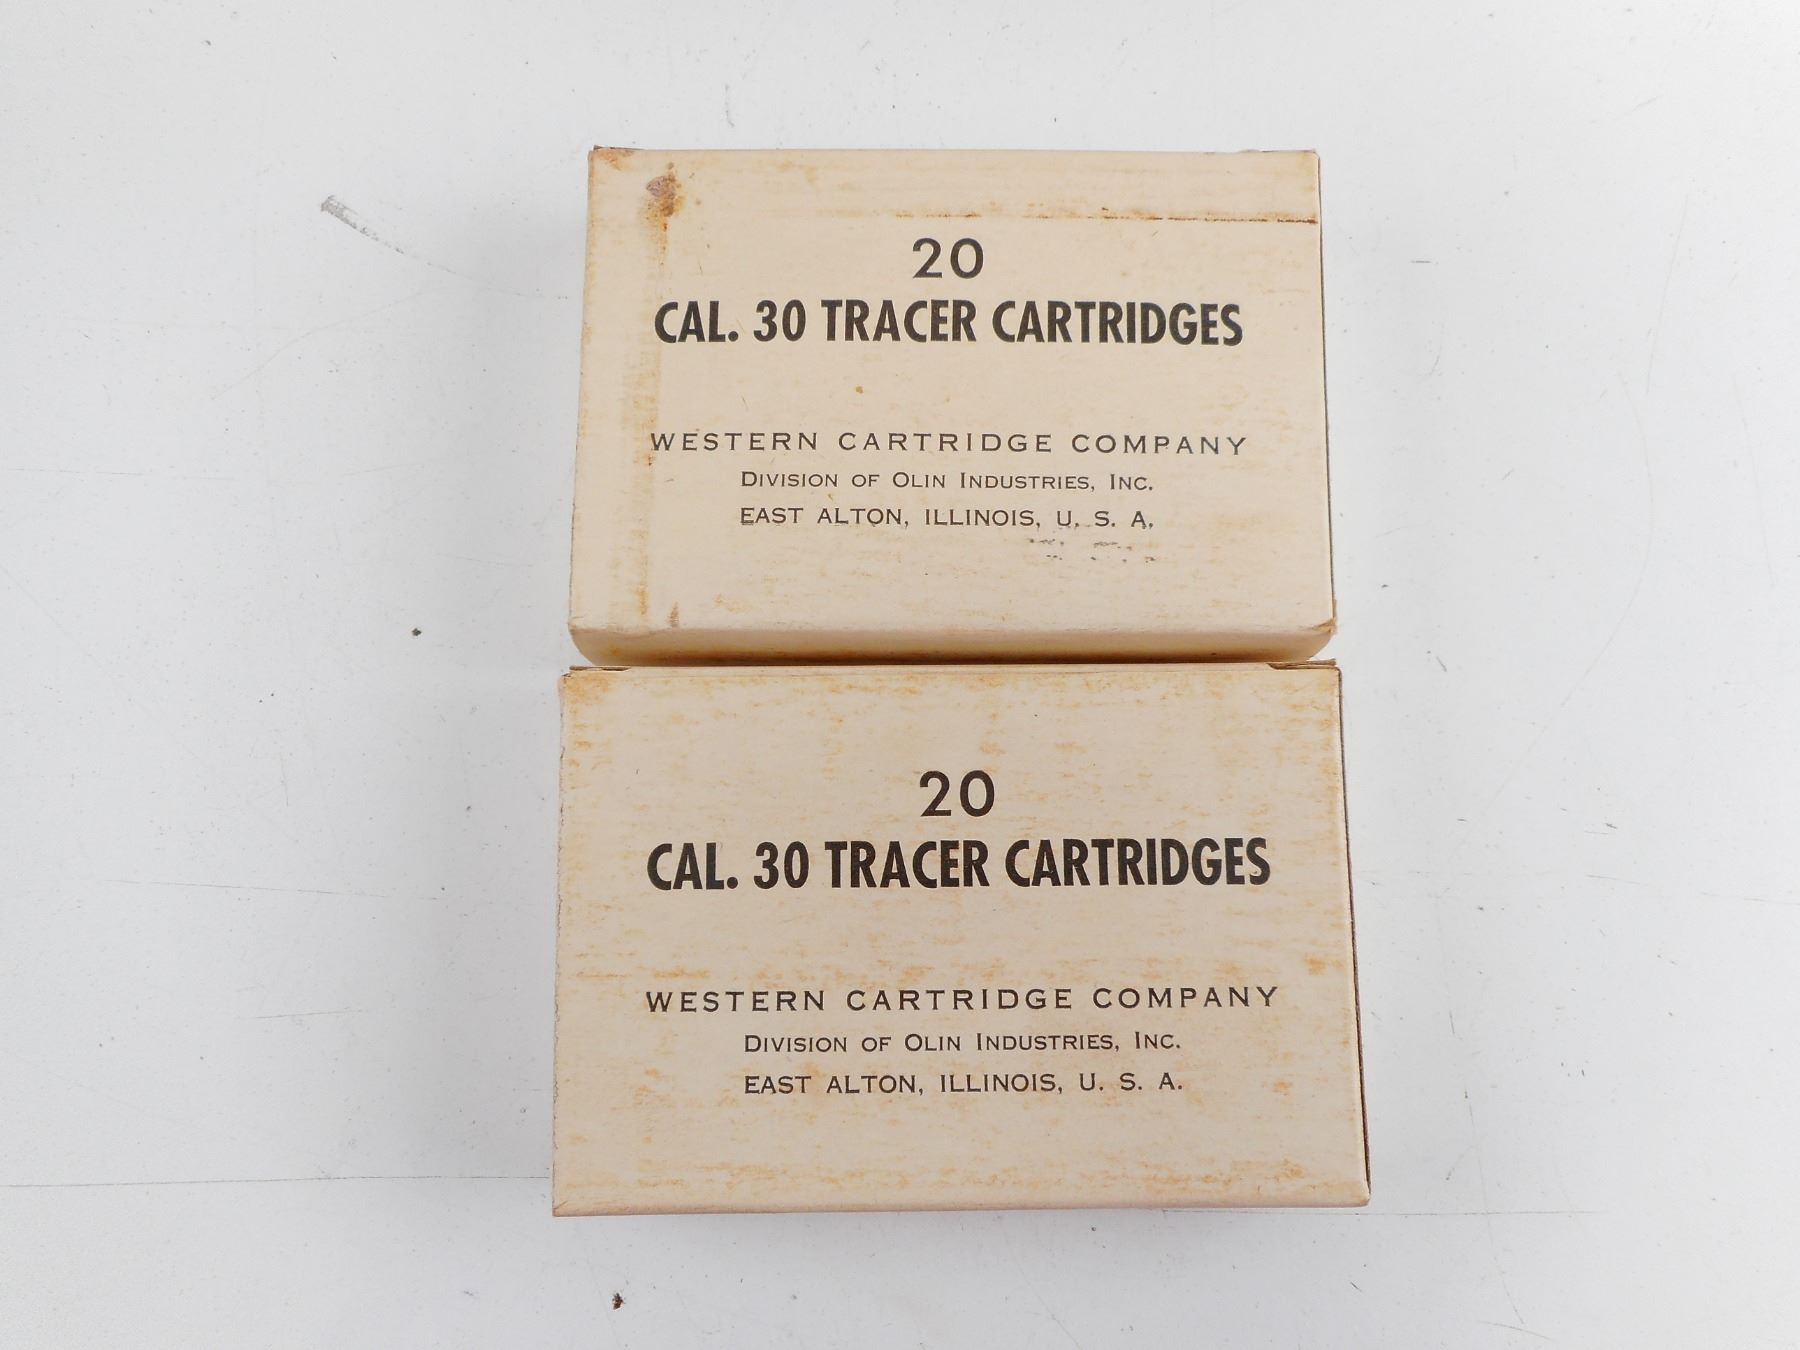 20
CAL. 30 TRACER CARTRIDGES
WESTERN CARTRIDGE COMPANY
DIVISION OF OLIN INDUSTRIES, INC.
EAST ALTON, ILLINOIS, U. S. A.
20
CAL. 30 TRACER CARTRIDGES
WESTERN CARTRIDGE COMPANY
DIVISION OF OLIN INDUSTRIES, INC.
EAST ALTON, ILLINOIS, U. S. A.